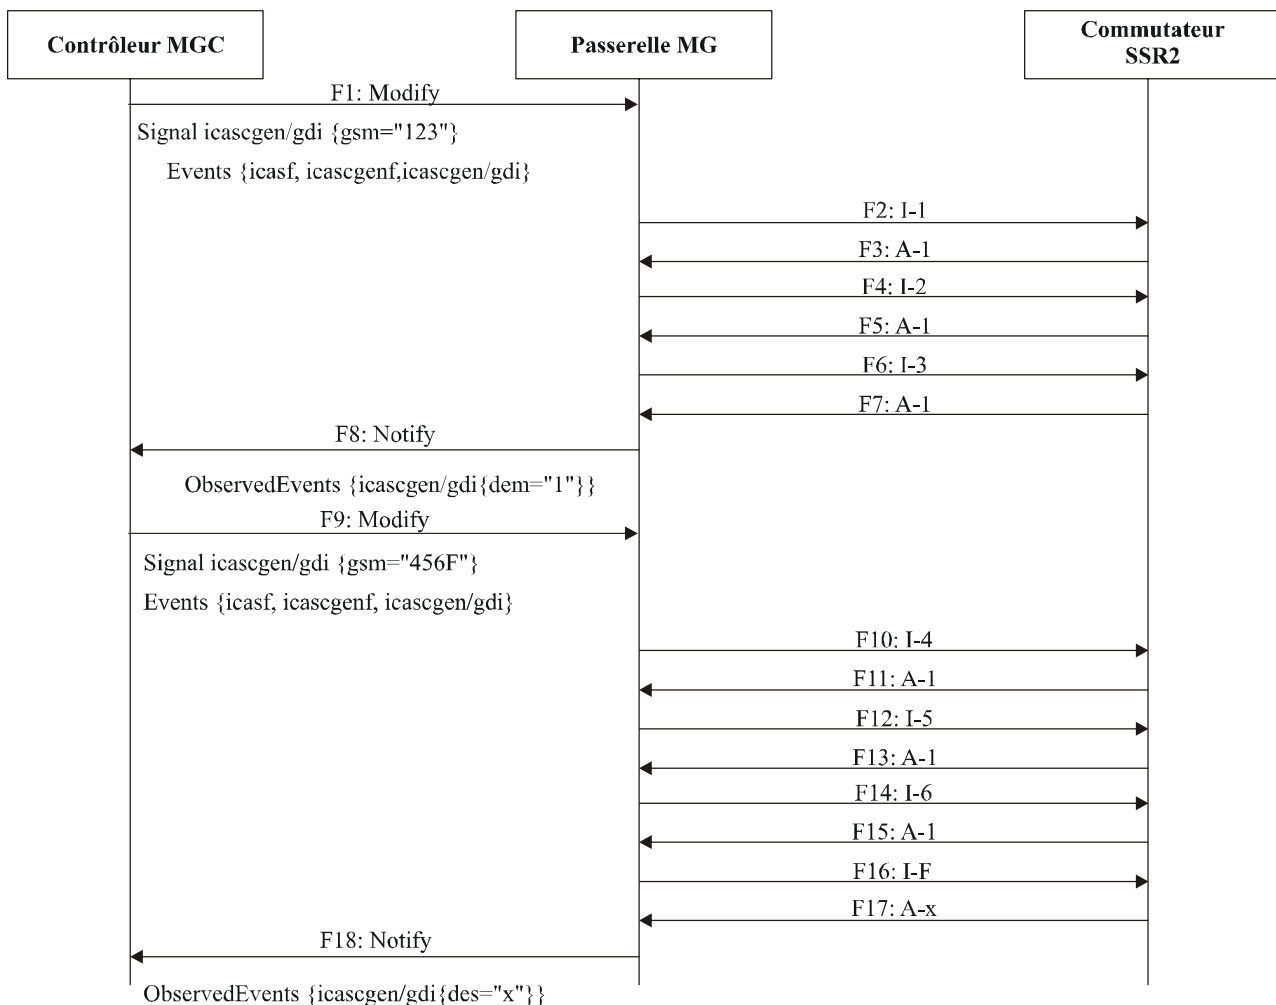 Contrôleur MGC
Passerelle MG
Commutateur
SSR2
F1: Modify
Signal icascgen/gdi {gsm="123"}
Events {icasf, icascgenf,icascgen/gdi}
F2: I-1
F3: A-1
F4: I-2
F5: A-1
F6: I-3
F7: A-1
F8: Notify
ObservedEvents {icascgen/gdi{dem="1"}}
F9: Modify
Signal icascgen/gdi {gsm="456F"}
Events {icasf, icascgenf, icascgen/gdi}
F10: I-4
F11: A-1
F12: I-5
F13: A-1
F14: I-6
F15: A-1
F16: I-F
F17: A-x
F18: Notify
ObservedEvents {icascgen/gdi{des="x"}}